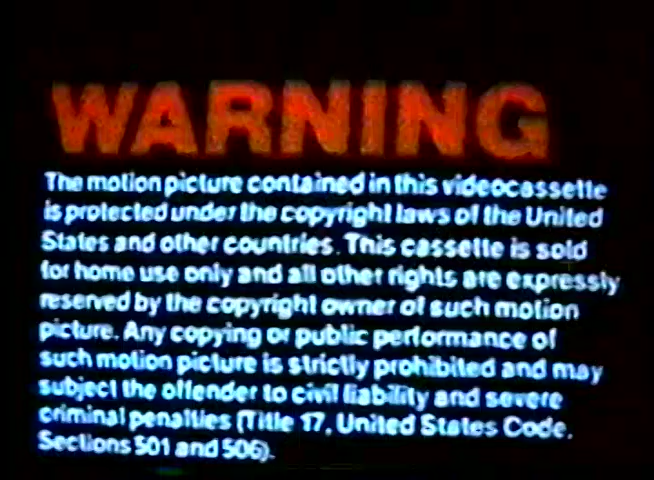 WARNING
The motion picture contained in this videocassette
is protected under the copyright laws of the United
States and other countries. This cassette is sold
for home use only and all other rights are expressly
reserved by the copyright owner of such motion
picture. Any copying or public performance of
such motion picture is strictly prohibited and may
subject the offender to civil liability and severe
criminal penalties (Title 17, United States Code,
Sections 501 and 506).